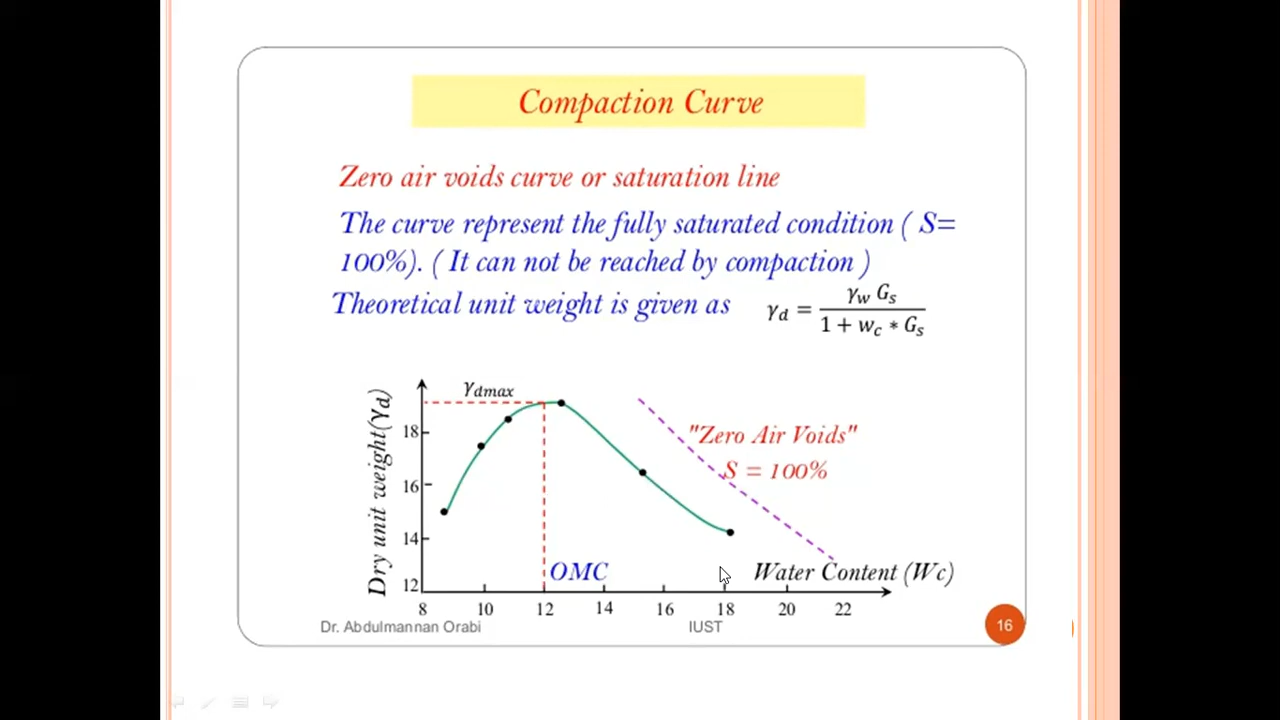 Compaction Curve
Zero air voids curve or saturation line
The curve represent the fully saturated condition ( S=
100%). ( It can not be reached by compaction )
Theoretical unit weight is given as γd = γw Gs / 1 + wc ∗ Gs
γdmax
Dry unit weight(γd)
18
16
14
12
"Zero Air Voids"
S = 100%
OMC
Water Content (Wc)
8 10 12 14 16 18 20 22
Dr. Abdulmannan Orabi IUST 16